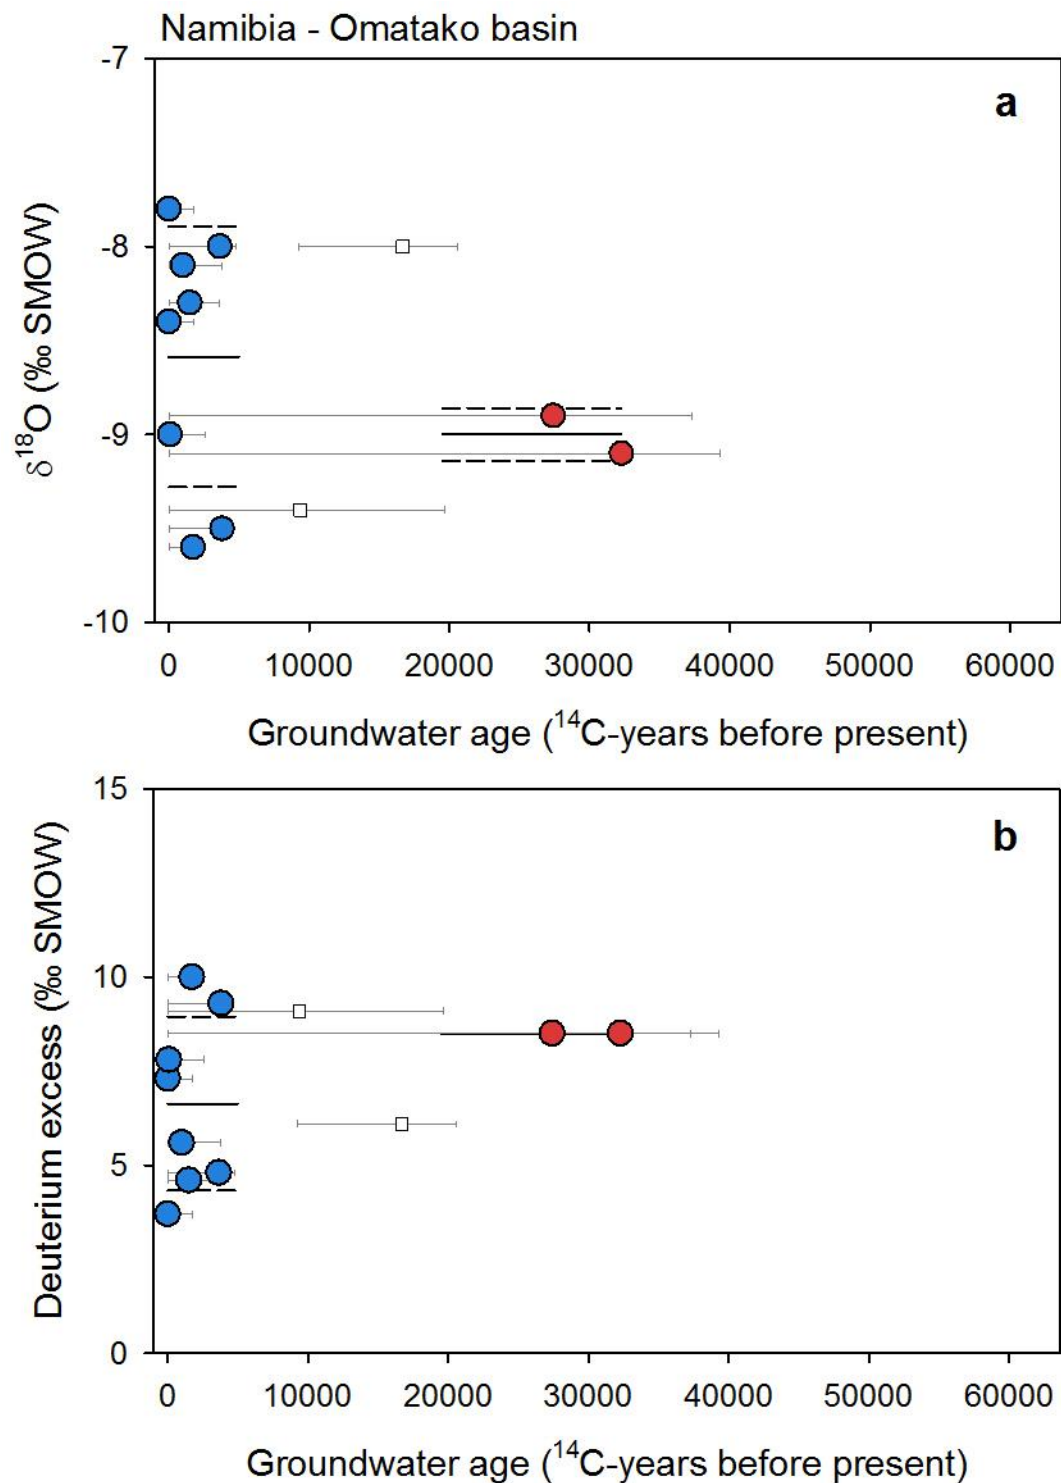 Namibia - Omatako basin
-7
a
-8
-9
-10
δ¹⁸O (‰ SMOW)
0 10000 20000 30000 40000 50000 60000
Groundwater age (¹⁴C-years before present)
15
b
10
5
0
Deuterium excess (‰ SMOW)
0 10000 20000 30000 40000 50000 60000
Groundwater age (¹⁴C-years before present)